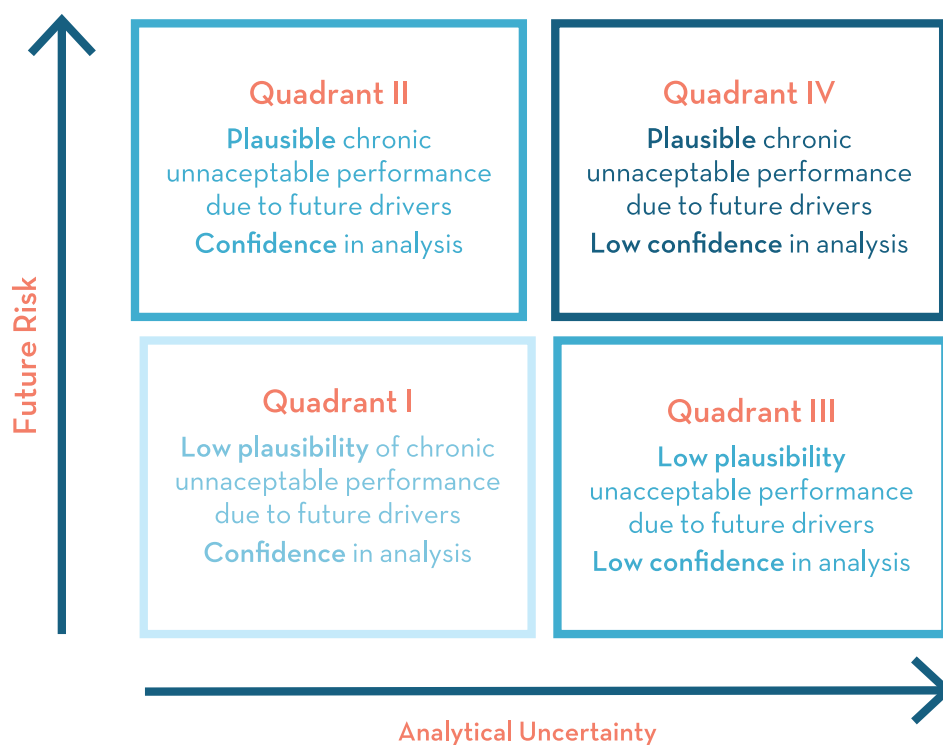 Future Risk
Quadrant II
Plausible chronic
unnaceptable performance
due to future drivers
Confidence in analysis
Quadrant IV
Plausible chronic
unnaceptable performance
due to future drivers
Low confidence in analysis
Quadrant I
Low plausibility of chronic
unnaceptable performance
due to future drivers
Confidence in analysis
Quadrant III
Low plausibility
unacceptable performance
due to future drivers
Low confidence in analysis
Analytical Uncertainty